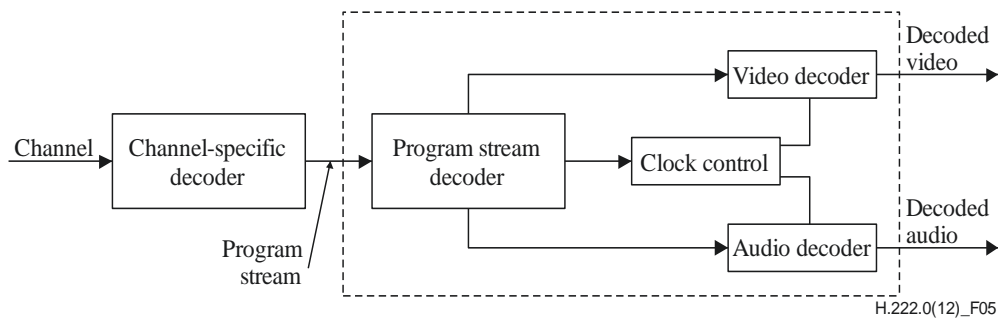 Channel
Channel-specific
decoder
Program
stream
Program stream
decoder
Clock control
Video decoder
Audio decoder
Decoded
video
Decoded
audio
H.222.0(12)_F05